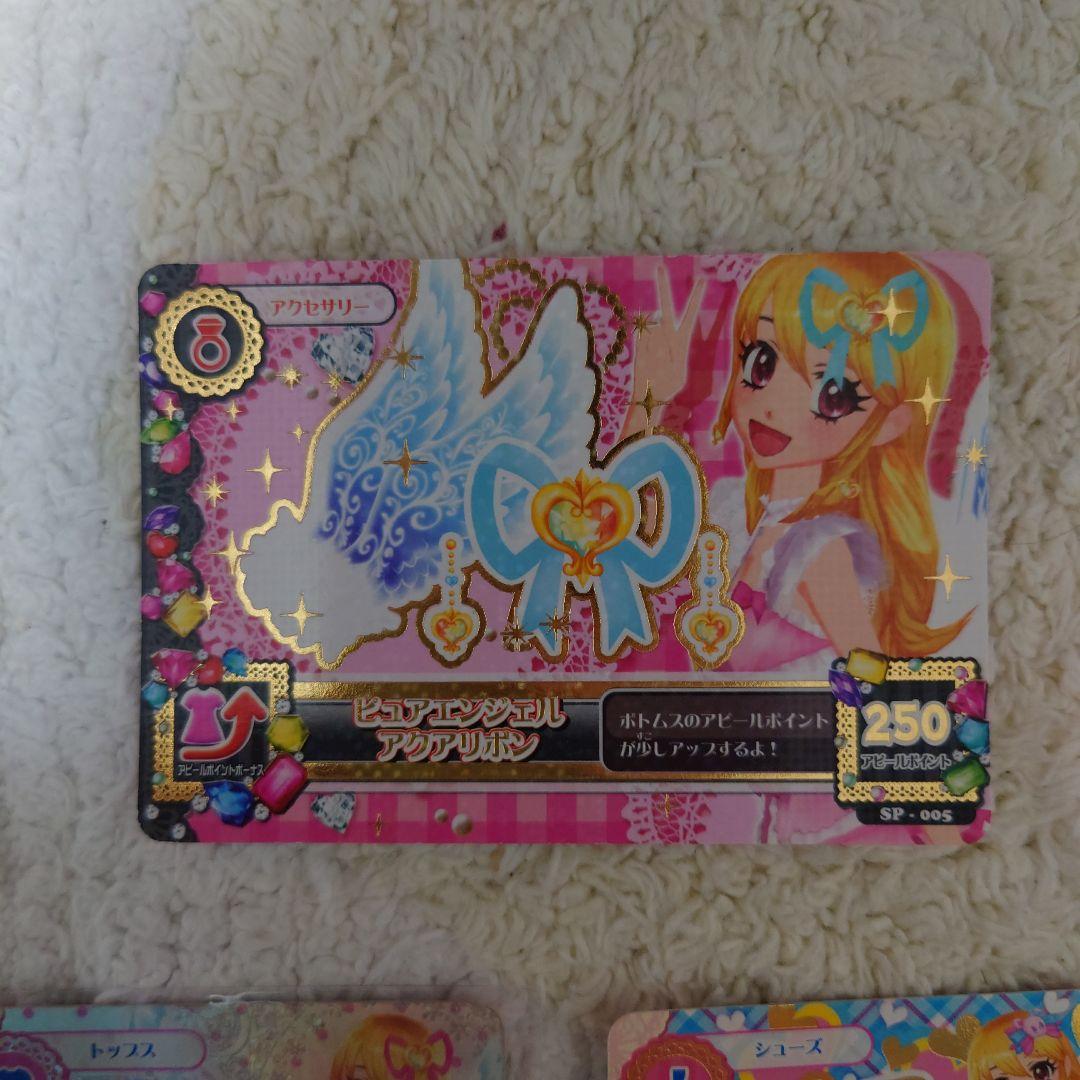 アクセサリー
ピュアエンジェル
アクアリボン
ボトムスのアピールポイント
が少しアップするよ!
すこ
250
アピールポイント
アピールポイントボーナス
SP - 005
トップス
シューズ